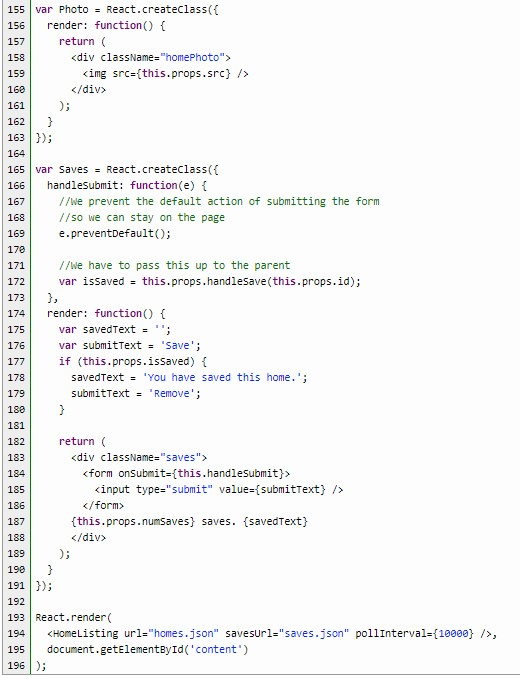 155 var Photo = React.createClass({
156   render: function() {
157     return (
158       <div className="homePhoto">
159         <img src={this.props.src} />
160       </div>
161     );
162   }
163 });
164
165 var Saves = React.createClass({
166   handleSubmit: function(e) {
167     //We prevent the default action of submitting the form
168     //so we can stay on the page
169     e.preventDefault();
170
171     //We have to pass this up to the parent
172     var isSaved = this.props.handleSave(this.props.id);
173   },
174   render: function() {
175     var savedText = '';
176     var submitText = 'Save';
177     if (this.props.isSaved) {
178       savedText = 'You have saved this home.';
179       submitText = 'Remove';
180     }
181
182     return (
183       <div className="saves">
184         <form onSubmit={this.handleSubmit}>
185           <input type="submit" value={submitText} />
186         </form>
187       {this.props.numSaves} saves. {savedText}
188       </div>
189     );
190   }
191 });
192
193 React.render(
194   <HomeListing url="homes.json" savesUrl="saves.json" pollInterval={10000} />,
195   document.getElementById('content')
196 );